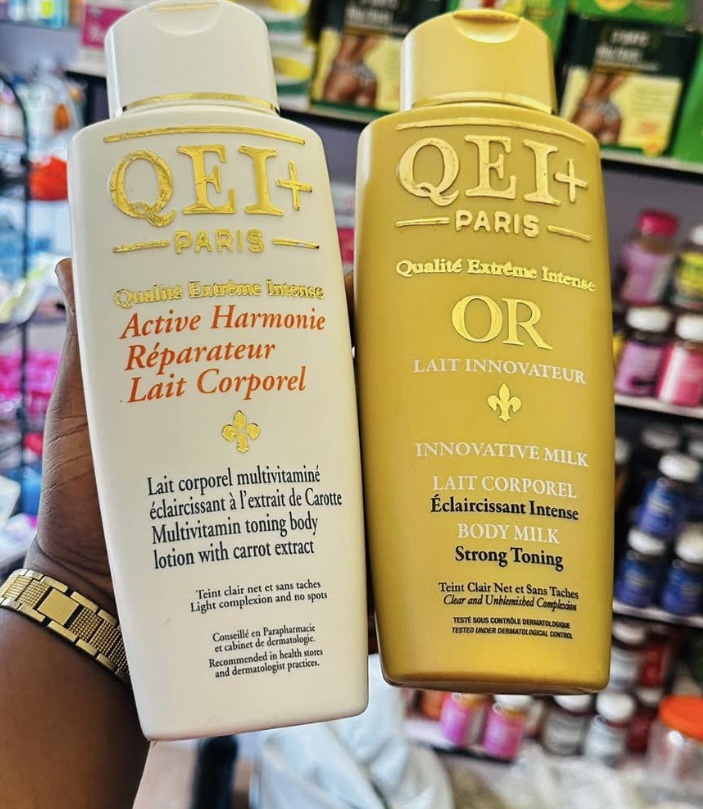 QEI+
PARIS
Qualité Extrême Intense
Active Harmonie
Réparateur
Lait Corporel
Lait corporel multivitaminé
éclaircissant à l'extrait de Carotte
Multivitamin toning body
lotion with carrot extract
Teint clair net et sans taches
Light complexion and no spots
Conseillé en Parapharmacie
et cabinet de dermatologie.
Recommended in health stores
and dermatologist practices.
QEI+
PARIS
Qualité Extrême Intense
OR
LAIT INNOVATEUR
INNOVATIVE MILK
LAIT CORPOREL
Éclaircissant Intense
BODY MILK
Strong Toning
Teint Clair Net et Sans Taches
Clear and Unblemished Complexion
TESTÉ SOUS CONTRÔLE DERMATOLOGIQUE
TESTED UNDER DERMATOLOGICAL CONTROL